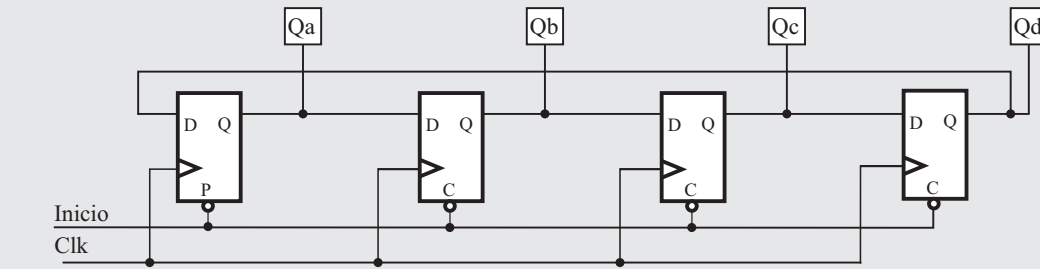 Qa Qb Qc Qd
D Q D Q D Q D Q
P C C C
Inicio
Clk